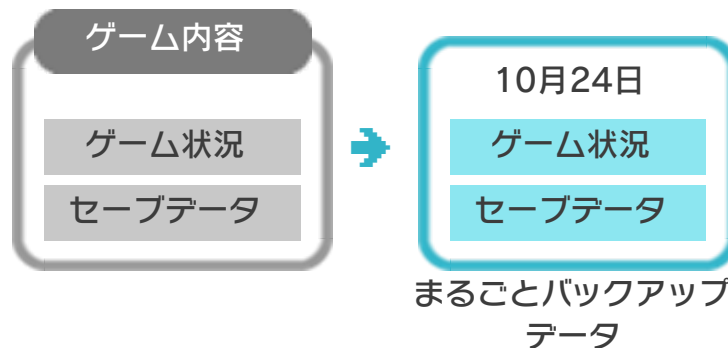 ゲーム内容
ゲーム状況
セーブデータ
10月24日
ゲーム状況
セーブデータ
まるごとバックアップ
データ